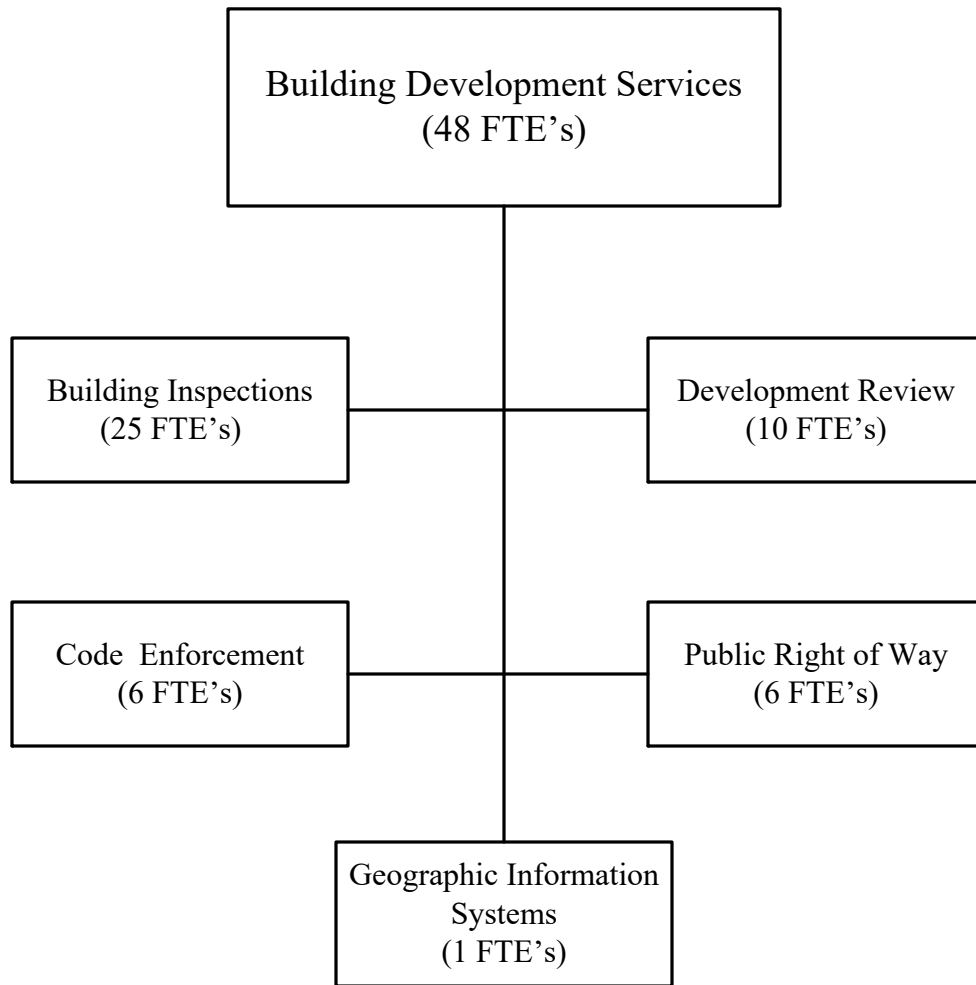 Building Development Services
(48 FTE’s)
Building Inspections
(25 FTE’s)
Development Review
(10 FTE’s)
Code  Enforcement
(6 FTE’s)
Public Right of Way
(6 FTE’s)
Geographic Information
Systems
(1 FTE’s)